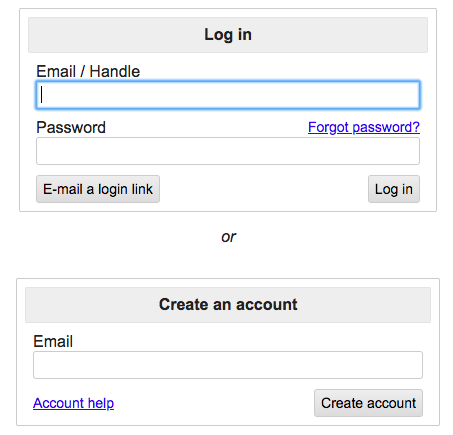 Log in
Email / Handle
Password Forgot password?
E-mail a login link Log in
or
Create an account
Email
Account help Create account